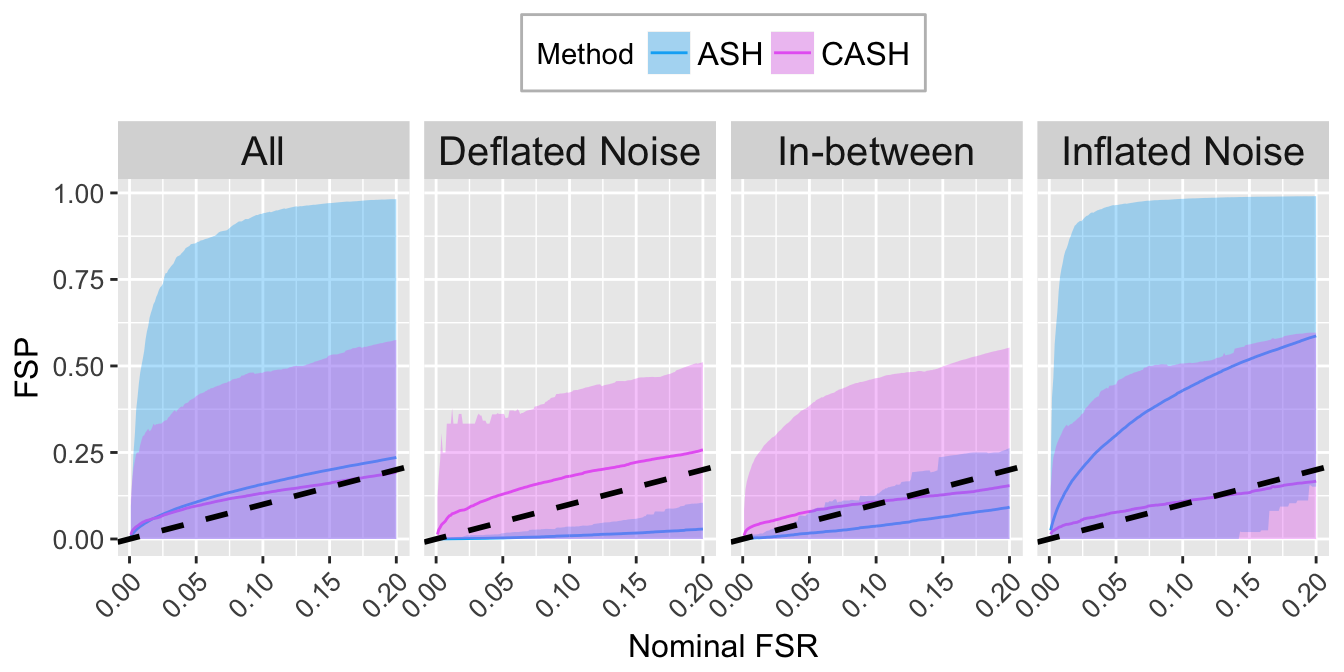 Method ASH CASH
All Deflated Noise In-between Inflated Noise
1.00
0.75
0.50
0.25
0.00
FSP
0.00 0.05 0.10 0.15 0.20 0.00 0.05 0.10 0.15 0.20 0.00 0.05 0.10 0.15 0.20 0.00 0.05 0.10 0.15 0.20
Nominal FSR